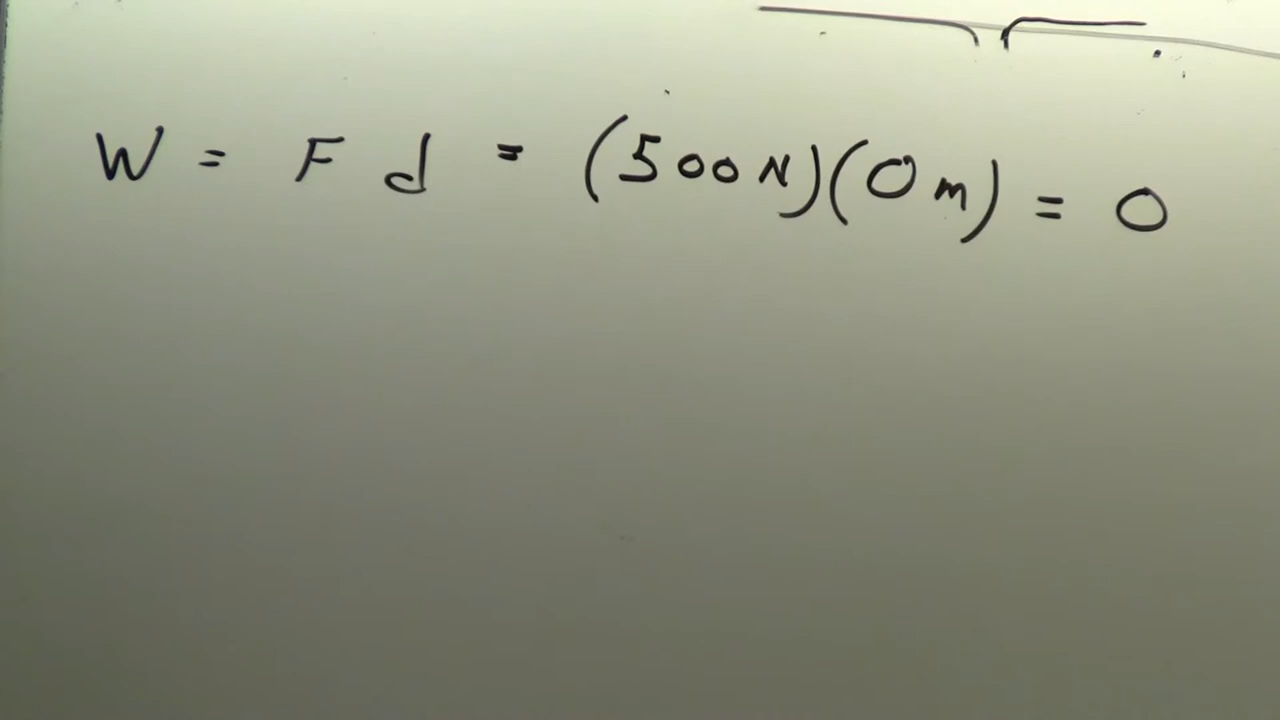 W = F d = (500 N)(0 m) = 0